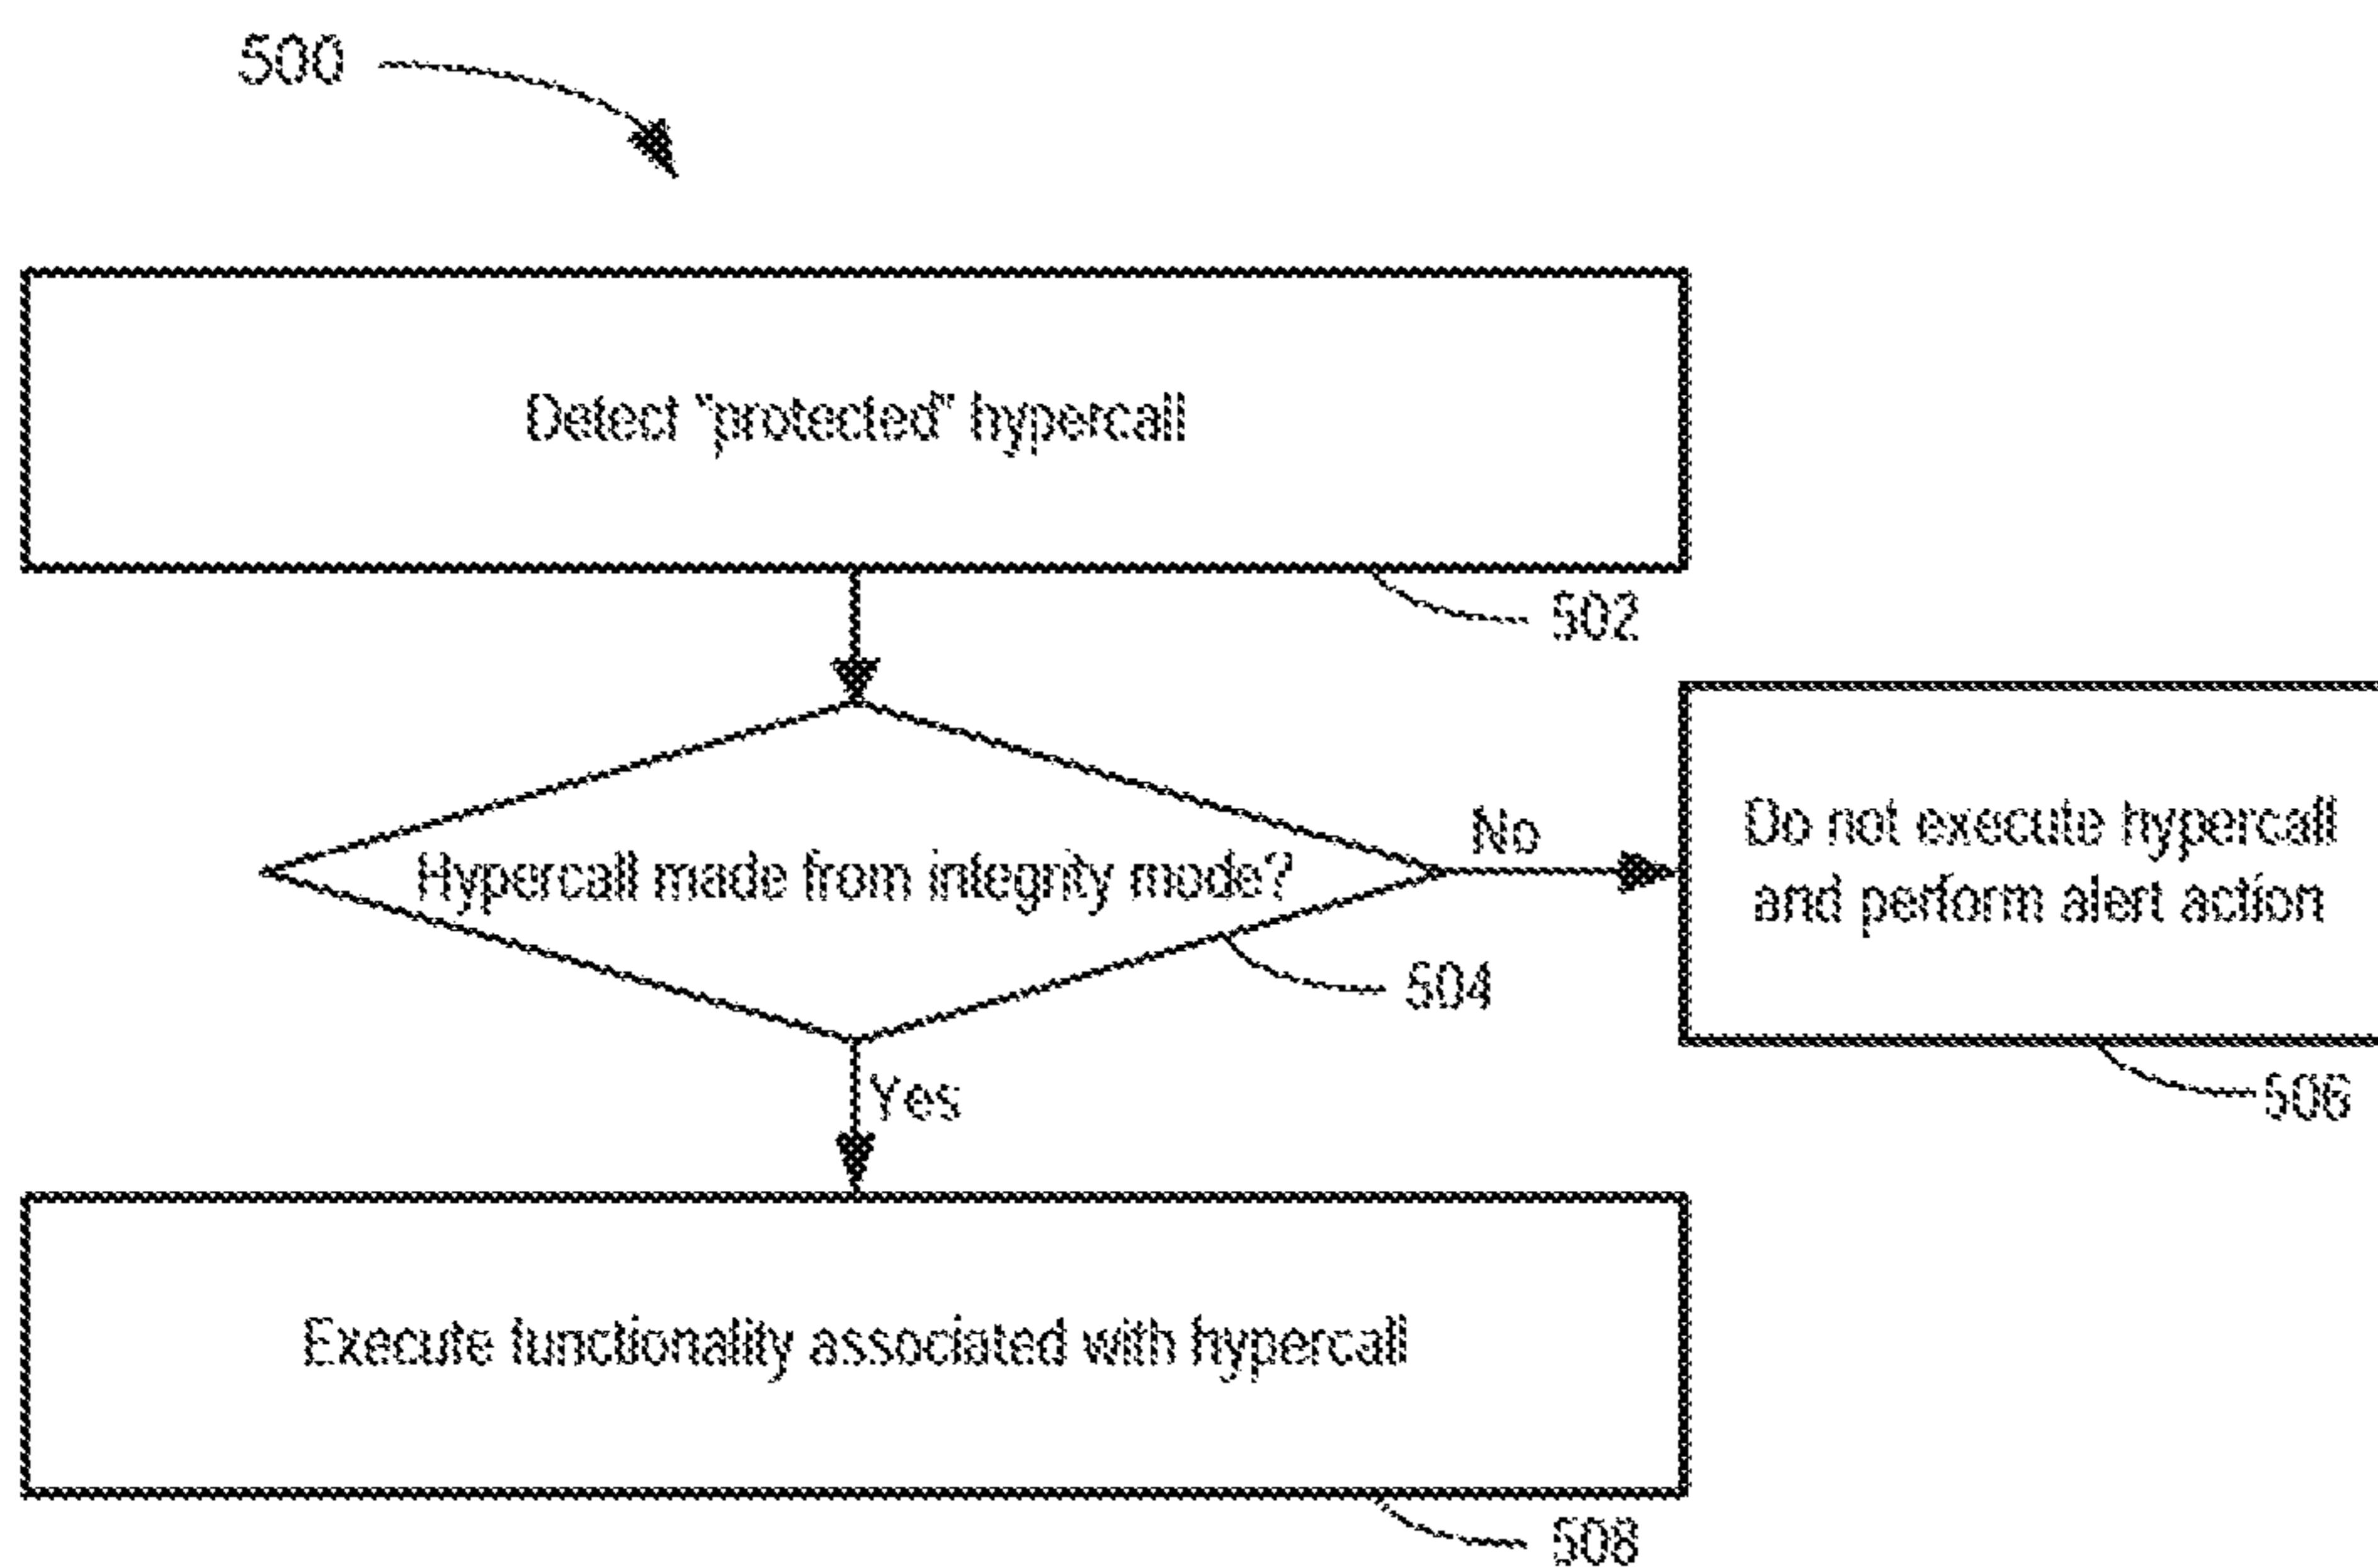 500
Detect "protected" hypercall
502
Hypercall made from integrity mode?
No
Do not execute hypercall
and perform alert action
504
506
Yes
Execute functionality associated with hypercall
508